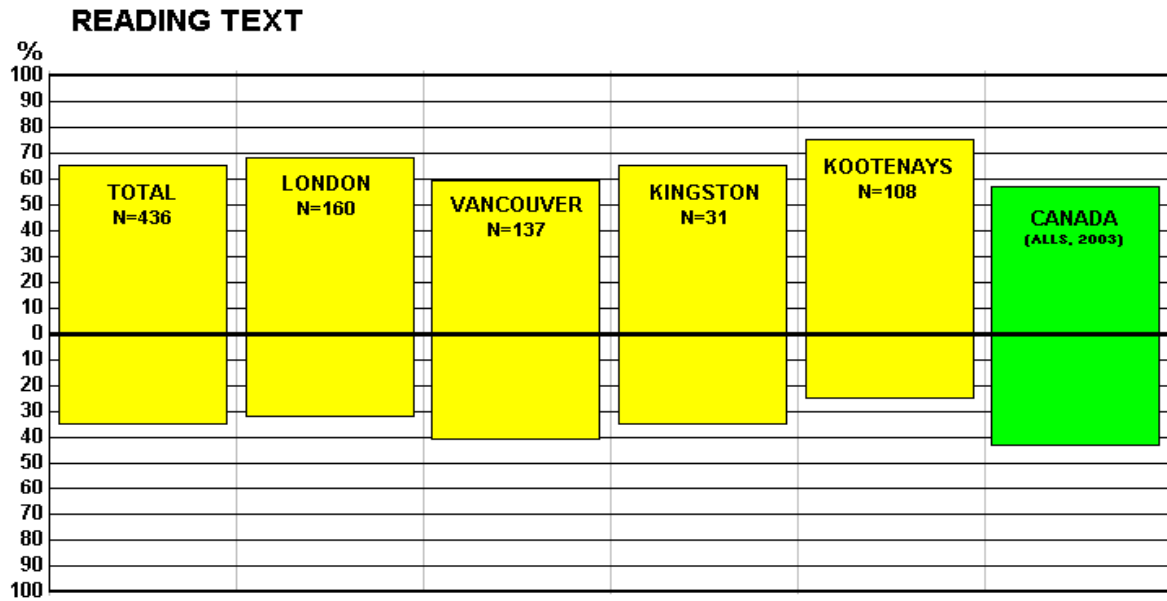 READING TEXT
%
100
90
80
70
60
50
40
30
20
10
0
10
20
30
40
50
60
70
80
90
100
TOTAL
N=436
LONDON
N=160
VANCOUVER
N=137
KINGSTON
N=31
KOOTENAYS
N=108
CANADA
(ALLS, 2003)